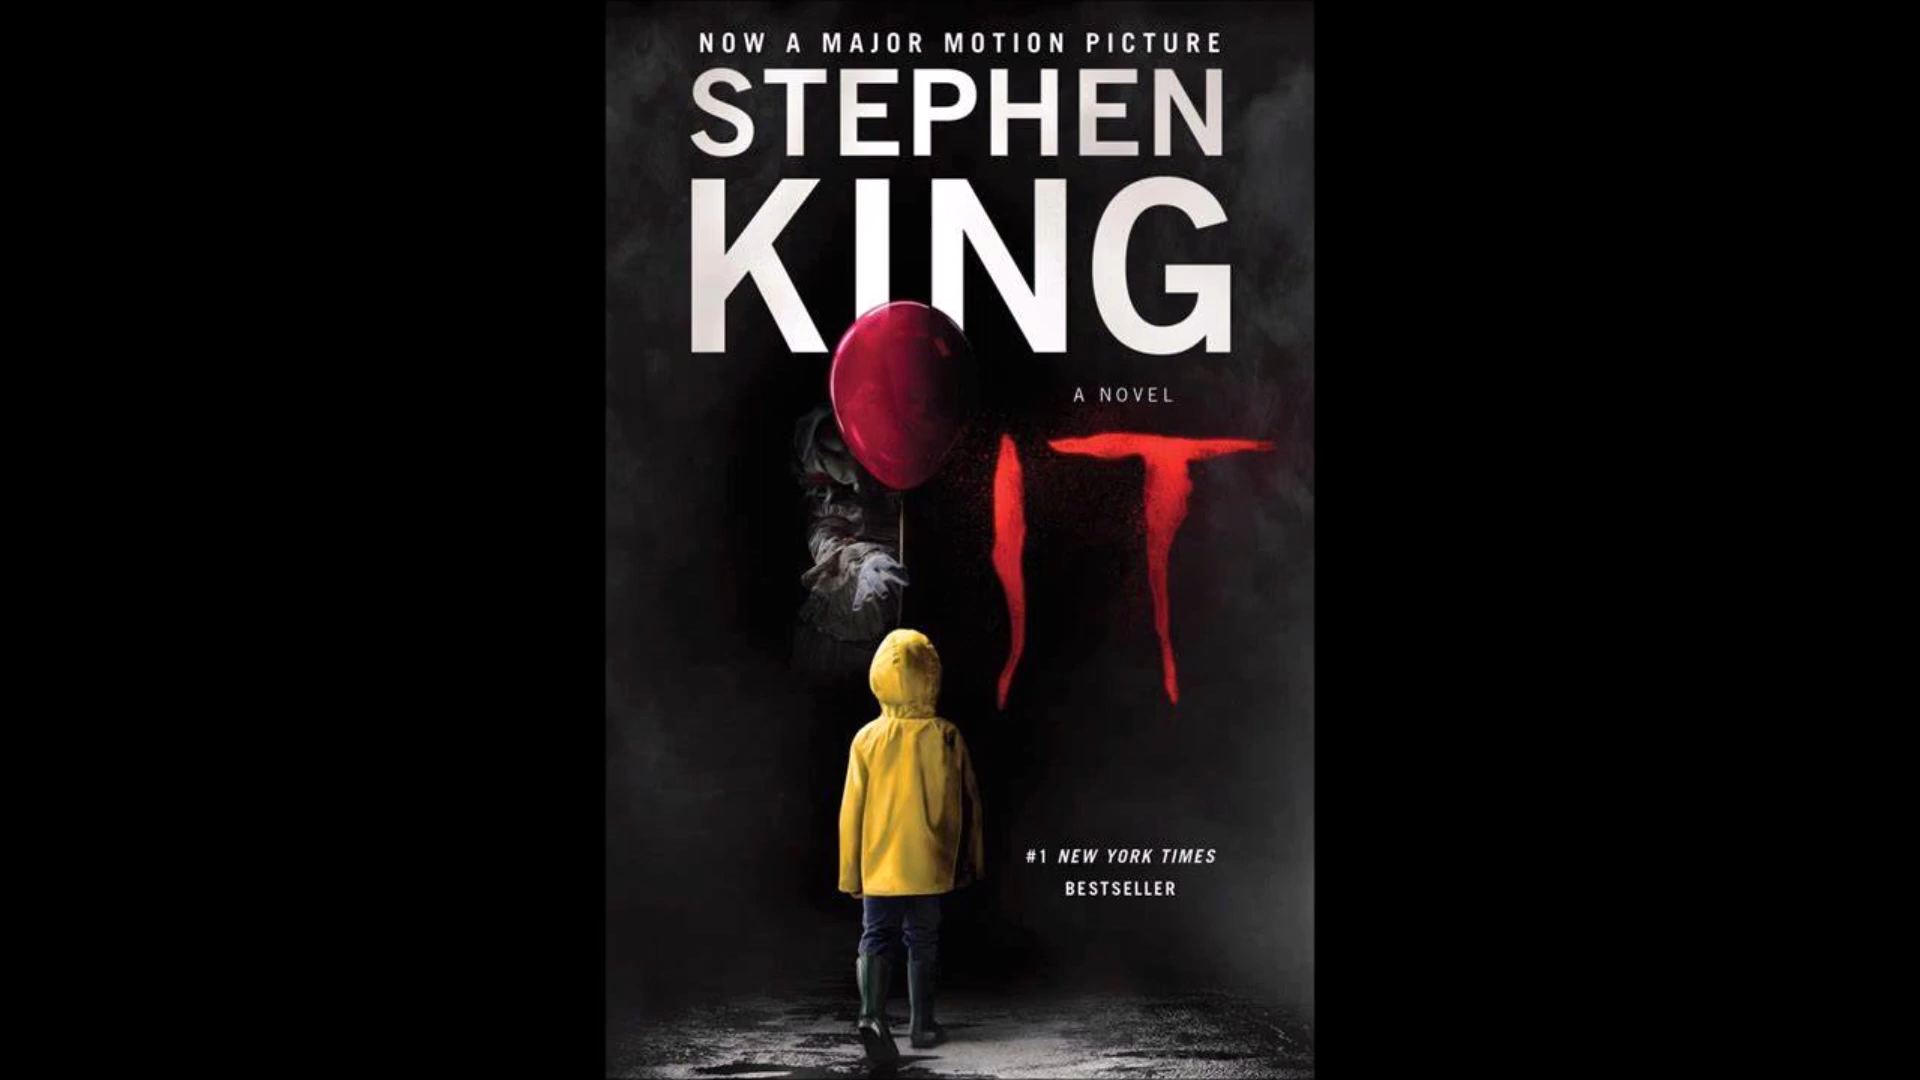 NOW A MAJOR MOTION PICTURE
STEPHEN
KING
A NOVEL
IT
#1 NEW YORK TIMES
BESTSELLER